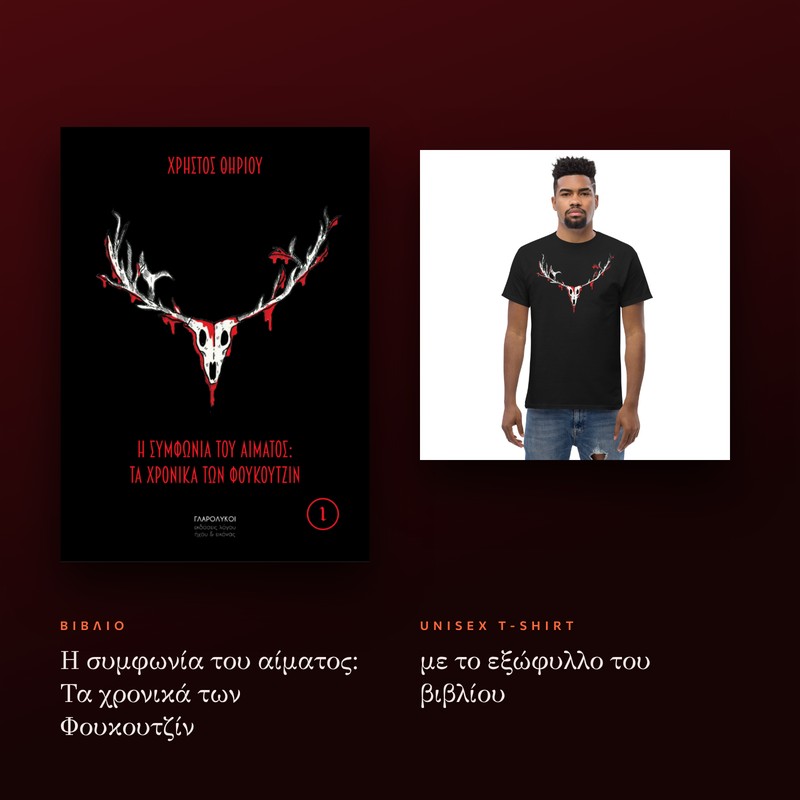 ΧΡΗΣΤΟΣ ΘΗΡΙΟΥ
Η ΣΥΜΦΩΝΙΑ ΤΟΥ ΑΙΜΑΤΟΣ:
ΤΑ ΧΡΟΝΙΚΑ ΤΩΝ ΦΟΥΚΟΥΤΖΙΝ
1
ΓΛΑΡΟΛΥΚΟΙ
εκδόσεις λόγου
ήχου & εικόνας
ΒΙΒΛΙΟ
Η συμφωνία του αίματος:
Τα χρονικά των
Φουκουτζίν
UNISEX T-SHIRT
με το εξώφυλλο του
βιβλίου